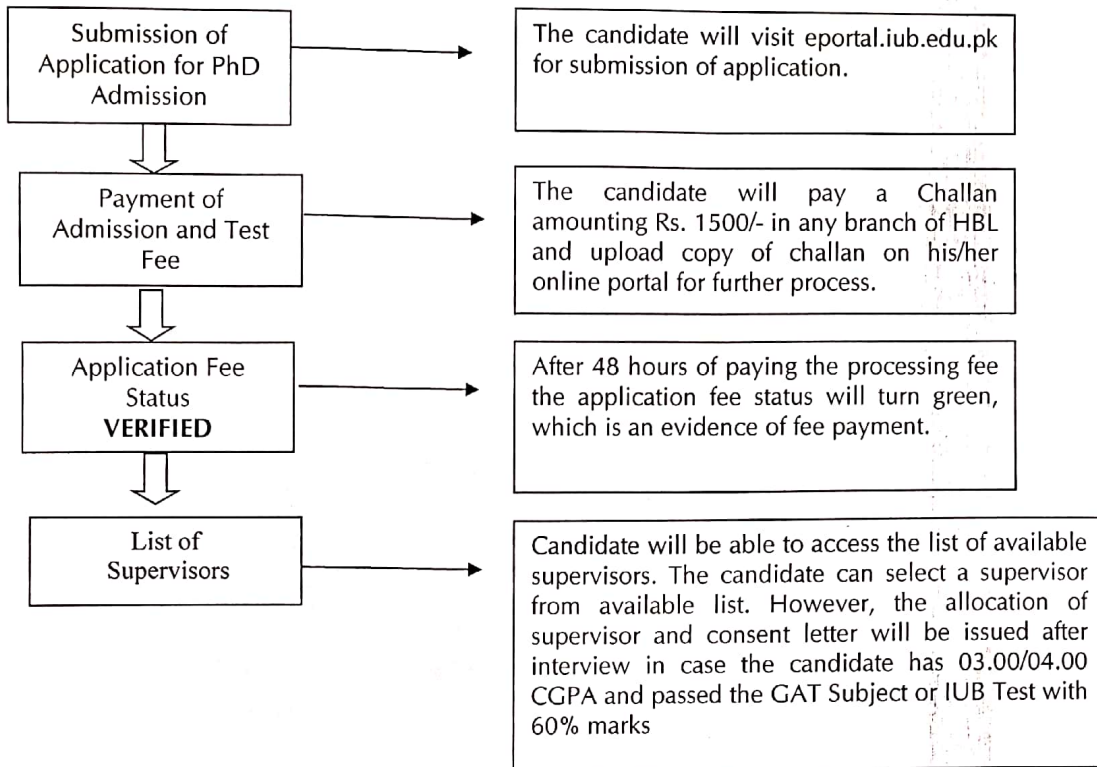 Submission of
Application for PhD
Admission
The candidate will visit eportal.iub.edu.pk
for submission of application.
Payment of
Admission and Test
Fee
The candidate will pay a Challan
amounting Rs. 1500/- in any branch of HBL
and upload copy of challan on his/her
online portal for further process.
Application Fee
Status
VERIFIED
After 48 hours of paying the processing fee
the application fee status will turn green,
which is an evidence of fee payment.
List of
Supervisors
Candidate will be able to access the list of available
supervisors. The candidate can select a supervisor
from available list. However, the allocation of
supervisor and consent letter will be issued after
interview in case the candidate has 03.00/04.00
CGPA and passed the GAT Subject or IUB Test with
60% marks